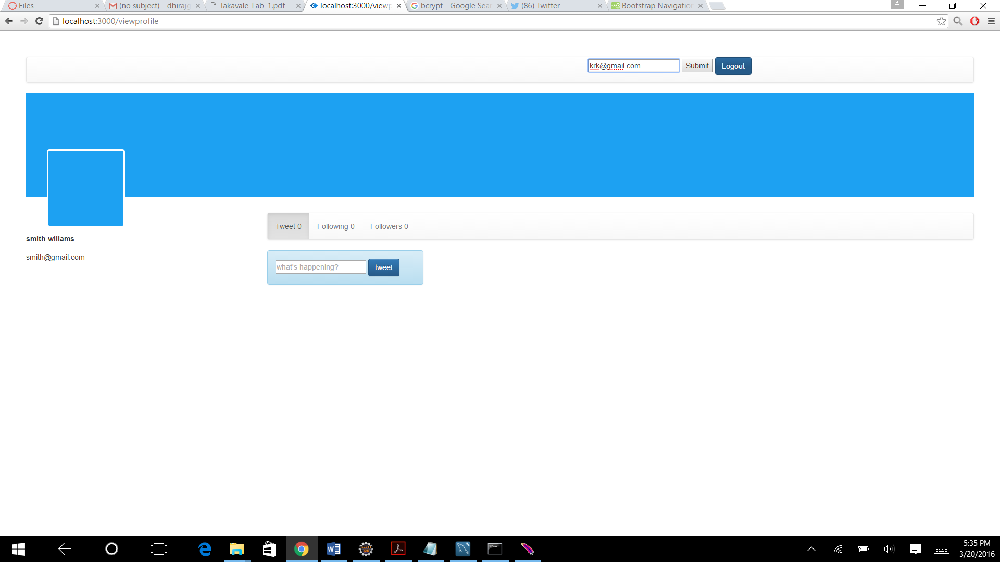 Files
(no subject) - dhirajg
Takavale_Lab_1.pdf
localhost:3000/viewp
bcrypt - Google Sear
(86) Twitter
Bootstrap Navigation
localhost:3000/viewprofile
krk@gmail.com Submit Logout
Tweet 0 Following 0 Followers 0
smith willams
smith@gmail.com
what's happening? tweet
5:35 PM
3/20/2016